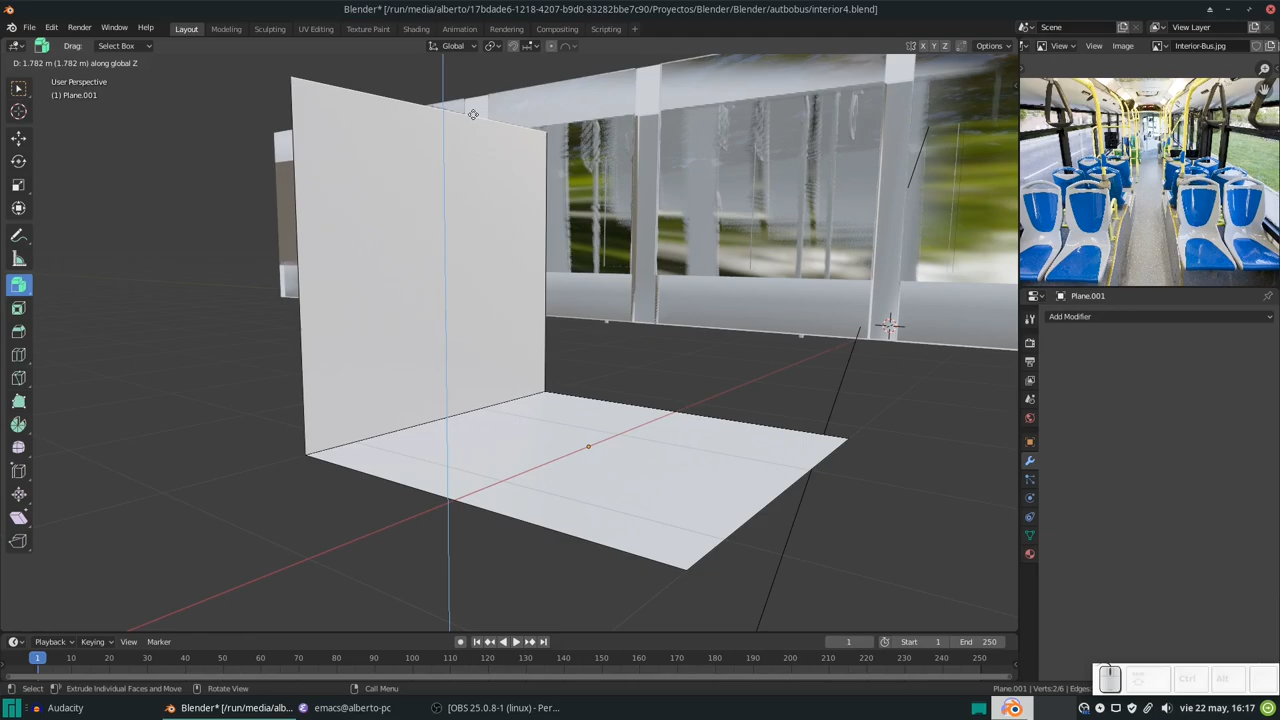 Blender* [/run/media/alberto/17bdade6-1218-4207-b9d0-83282bbe7c90/Proyectos/Blender/Blender/autbobus/interior4.blend]
File Edit Render Window Help Layout Modeling Sculpting UV Editing Texture Paint Shading Animation Rendering Compositing Scripting + Scene View Layer
Drag: Select Box Global X Y Z Options View View Image Interior-Bus.jpg
D: 1.782 m (1.782 m) along global Z
User Perspective
(1) Plane.001
Plane.001
Add Modifier
Playback Keying View Marker 1 Start 1 End 250
1 10 20 30 40 50 60 70 80 90 100 110 120 130 140 150 160 170 180 190 200 210 220 230 240 250
Ctrl Alt
Select Extrude Individual Faces and Move Rotate View Call Menu Plane.001 | Verts:2/6 | Edges:
Audacity Blender* [/run/media/alb... emacs@alberto-pc [OBS 25.0.8-1 (linux) - Per... vie 22 may, 16:17